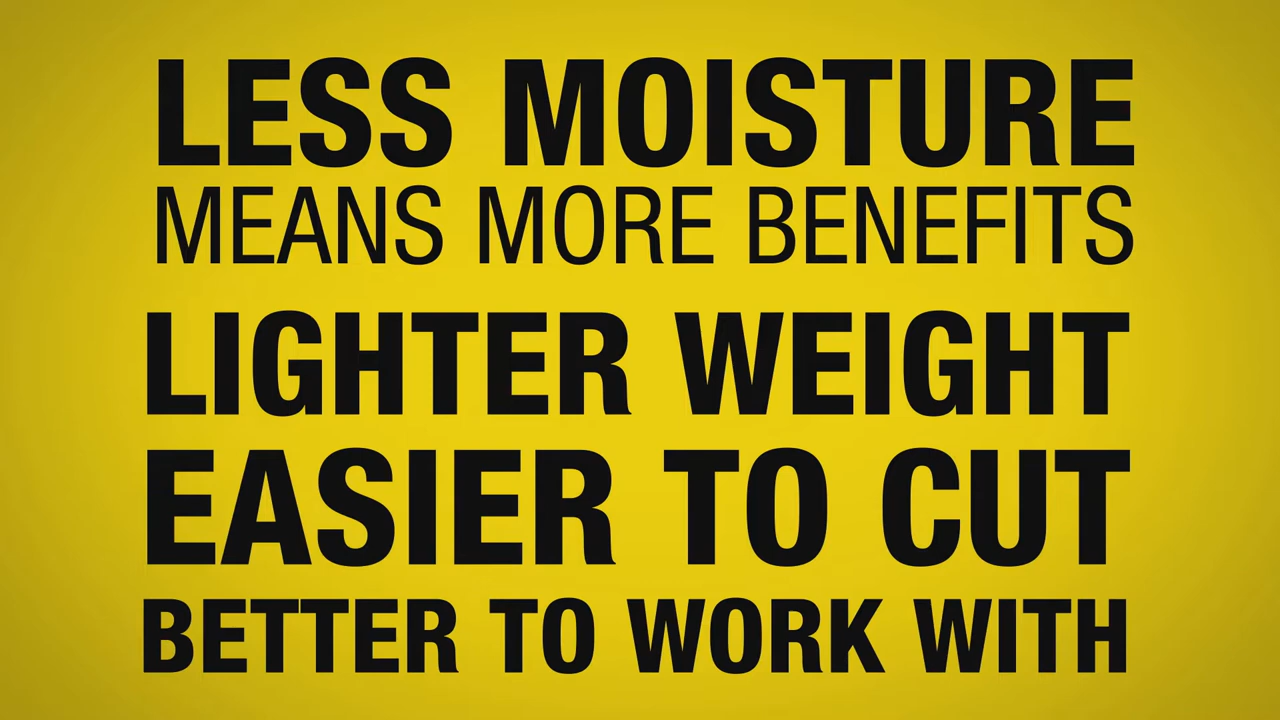 LESS MOISTURE
MEANS MORE BENEFITS
LIGHTER WEIGHT
EASIER TO CUT
BETTER TO WORK WITH